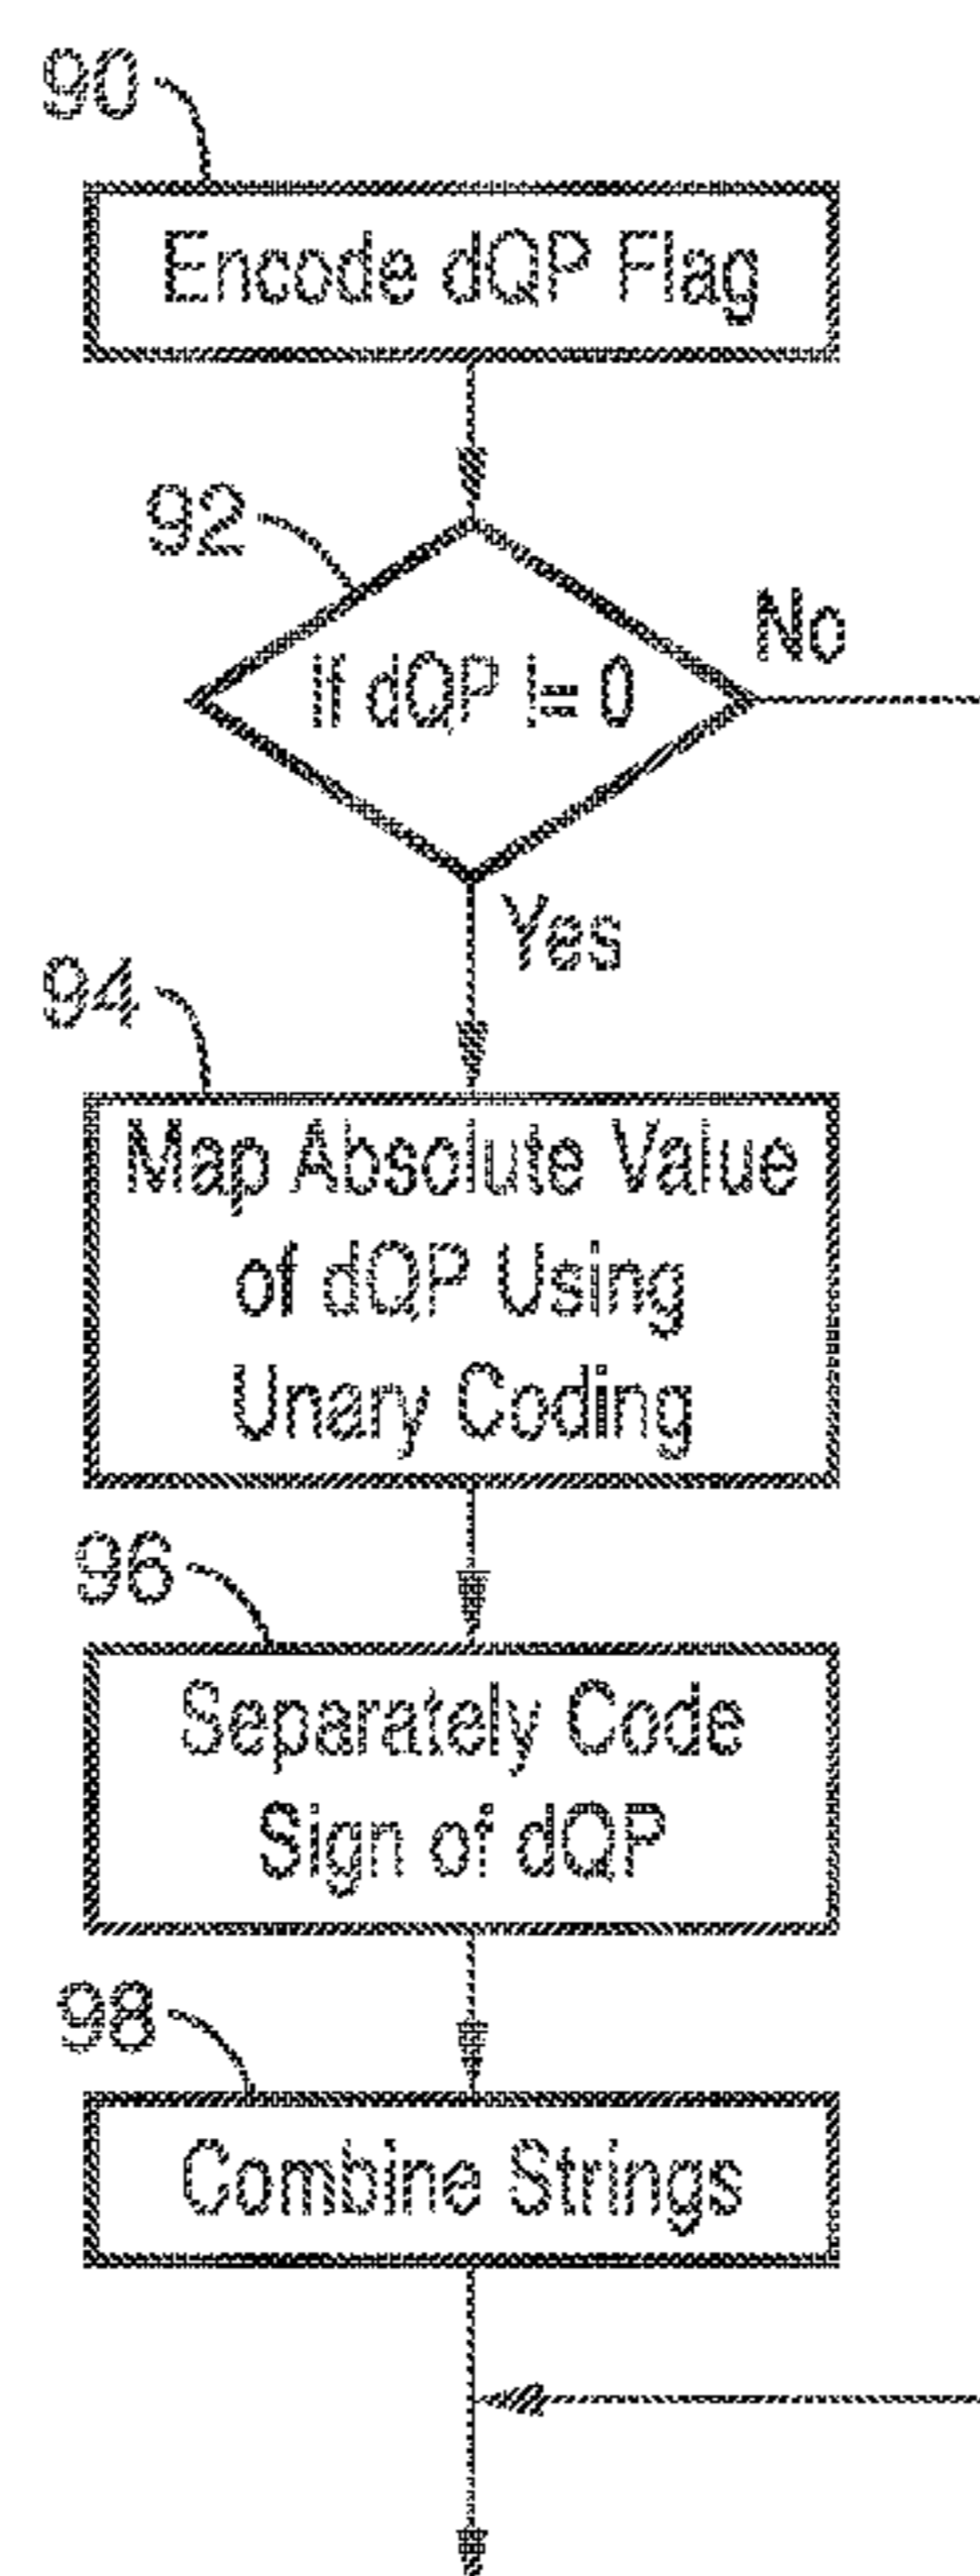 90
Encode dQP Flag
92
If dQP != 0
No
Yes
94
Map Absolute Value
of dQP Using
Unary Coding
96
Separately Code
Sign of dQP
98
Combine Strings